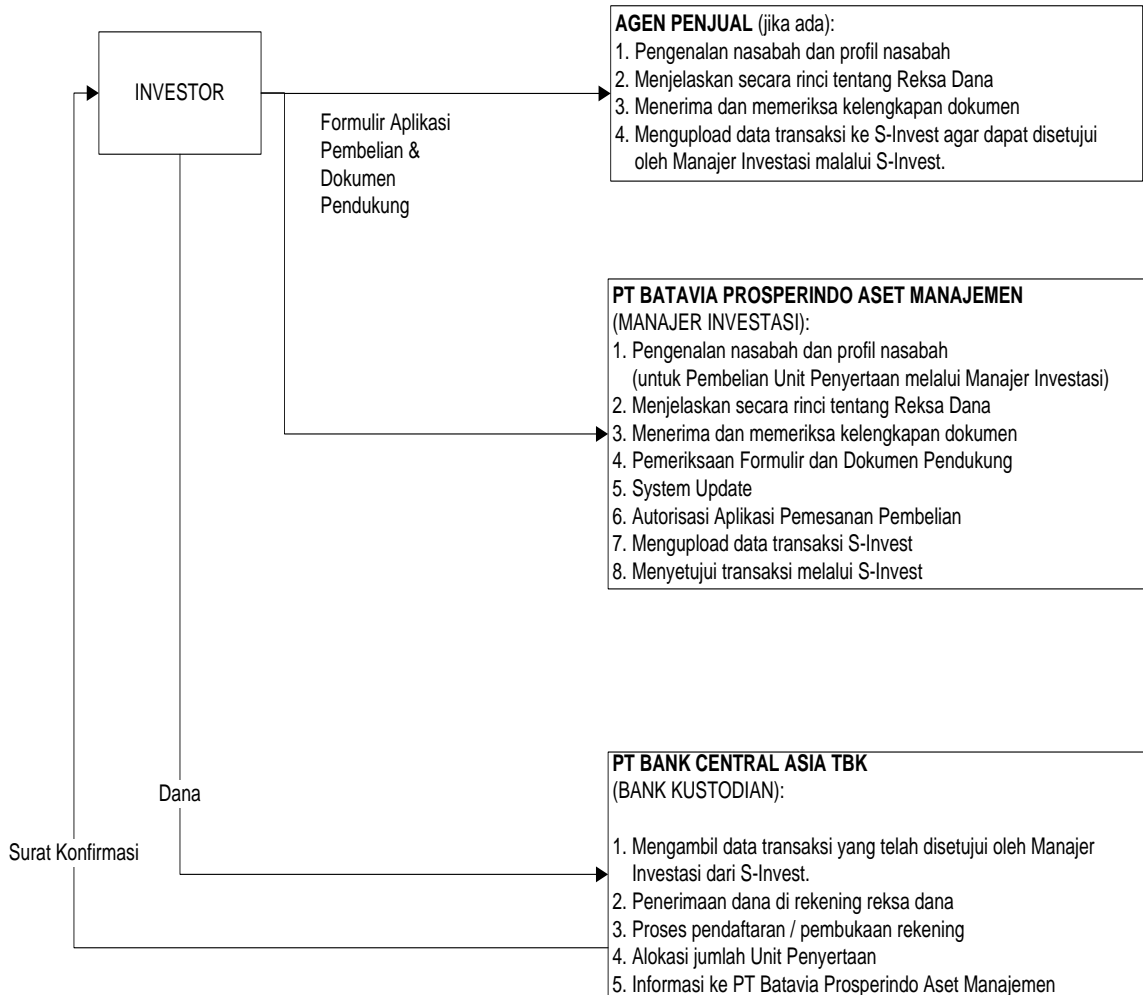 INVESTOR
Formulir Aplikasi
Pembelian &
Dokumen
Pendukung
AGEN PENJUAL (jika ada):
1. Pengenalan nasabah dan profil nasabah
2. Menjelaskan secara rinci tentang Reksa Dana
3. Menerima dan memeriksa kelengkapan dokumen
4. Mengupload data transaksi ke S-Invest agar dapat disetujui
oleh Manajer Investasi malalui S-Invest.
PT BATAVIA PROSPERINDO ASET MANAJEMEN
(MANAJER INVESTASI):
1. Pengenalan nasabah dan profil nasabah
(untuk Pembelian Unit Penyertaan melalui Manajer Investasi)
2. Menjelaskan secara rinci tentang Reksa Dana
3. Menerima dan memeriksa kelengkapan dokumen
4. Pemeriksaan Formulir dan Dokumen Pendukung
5. System Update
6. Autorisasi Aplikasi Pemesanan Pembelian
7. Mengupload data transaksi S-Invest
8. Menyetujui transaksi melalui S-Invest
Dana
Surat Konfirmasi
PT BANK CENTRAL ASIA TBK
(BANK KUSTODIAN):
1. Mengambil data transaksi yang telah disetujui oleh Manajer
Investasi dari S-Invest.
2. Penerimaan dana di rekening reksa dana
3. Proses pendaftaran / pembukaan rekening
4. Alokasi jumlah Unit Penyertaan
5. Informasi ke PT Batavia Prosperindo Aset Manajemen